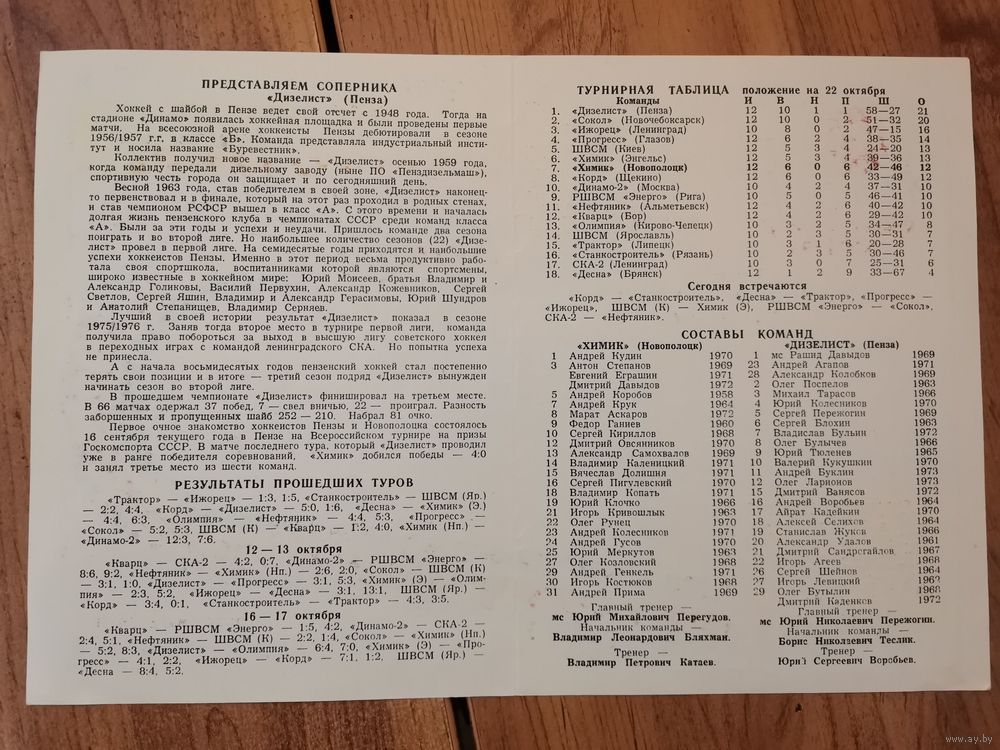 ПРЕДСТАВЛЯЕМ СОПЕРНИКА
«Дизелист» (Пенза)
Хоккей с шайбой в Пензе ведет свой отсчет с 1948 года. Тогда на
стадионе «Динамо» появилась хоккейная площадка и были проведены первые
матчи. На всесоюзной арене хоккеисты Пензы дебютировали в сезоне
1956/1957 г.г, в классе «Б». Команда представляла индустриальный инсти-
тут и носила название «Буревестник».
Коллектив получил новое название — «Дизелист» осенью 1959 года,
когда команду передали дизельному заводу (ныне ПО «Пенздизельмаш»),
спортивную честь города он защищает и по сегодняшний день.
Весной 1963 года, став победителем в своей зоне, «Дизелист» наконец-
то первенствовал и в финале, который на этот раз проходил в родных стенах,
и став чемпионом РСФСР вышел в класс «А». С этого времени и началась
долгая жизнь пензенского клуба в чемпионатах СССР среди команд класса
«А». Были за эти годы и успехи и неудачи. Пришлось команде два сезона
поиграть и во второй лиге. Но наибольшее количество сезонов (22) «Дизе-
лист» провел в первой лиге. На семидесятые годы приходятся и наибольшие
успехи хоккеистов Пензы. Именно в этот период весьма продуктивно рабо-
тала своя спортшкола, воспитанниками которой являются спортсмены,
широко известные в хоккейном мире: Юрий Моисеев, братья Владимир и
Александр Голиковы, Василий Первухин, Александр Кожевников, Сергей
Светлов, Сергей Яшин, Владимир и Александр Герасимовы, Юрий Шундров
и Анатолий Степанищев, Владимир Серняев.
Лучший в своей истории результат «Дизелист» показал в сезоне
1975/1976 г. Заняв тогда второе место в турнире первой лиги, команда
получила право побороться за выход в высшую лигу советского хоккея
в переходных играх с командой ленинградского СКА. Но попытка успеха
не принесла.
А с начала восьмидесятых годов пензенский хоккей стал постепенно
терять свои позиции и в итоге — третий сезон подряд «Дизелист» вынужден
начинать сезон во второй лиге.
В прошедшем чемпионате «Дизелист» финишировал на третьем месте.
В 66 матчах одержал 37 побед, 7 — свел вничью, 22 — проиграл. Разность
заброшенных и пропущенных шайб 252 — 210. Набрал 81 очко.
Первое очное знакомство хоккеистов Пензы и Новополоцка состоялось
16 сентября текущего года в Пензе на Всероссийском турнире на призы
Госкомспорта СССР. В матче последнего тура, который «Дизелист» проводил
уже в ранге победителя соревнований, «Химик» добился победы — 4:0
и занял третье место из шести команд.
РЕЗУЛЬТАТЫ ПРОШЕДШИХ ТУРОВ
«Трактор» — «Ижорец» — 1:3, 1:5, «Станкостроитель» — ШВСМ (Яр.)
— 2:2, 4:4, «Корд» — «Дизелист» — 5:0, 1:6, «Десна» — «Химик» (Э.)
— 4:4, 6:3, «Олимпия» — «Нефтяник» — 4:4, 5:3, «Прогресс» —
«Сокол» — 5:2, 5:3, ШВСМ (К) — «Кварц» — 1:2, 4:0, «Химик (Нп.) —
«Динамо-2» — 12:3, 7:6.
12 — 13 октября
«Кварц» — СКА-2 — 4:2, 0:7, «Динамо-2» — РШВСМ «Энерго» —
8:6, 9:2, «Нефтяник» — «Химик» (Нп.) — 2:6, 2:0, «Сокол» — ШВСМ (К)
— 3:1, 1:0, «Дизелист» — «Прогресс» — 3:1, 5:3, «Химик» (Э) — «Олим-
пия» — 2:3, 5:2, «Ижорец» — «Десна» — 3:1, 13:1, ШВСМ (Яр.) —
«Корд» — 3:4, 0:1, «Станкостроитель» — «Трактор» — 4:3, 3:5.
16 — 17 октября
«Кварц» — РШВСМ «Энерго» — 1:5, 4:2, «Динамо-2» — СКА-2 —
2:4, 5:1, «Нефтяник» — ШВСМ (К) — 2:2, 1:4, «Сокол» — «Химик» (Нп.)
— 5:2, 8:3, «Дизелист» — «Олимпия» — 6:4, 7:0, «Химик» (Э) — «Про-
гресс» — 4:1, 2:2, «Ижорец» — «Корд» — 7:1, 1:2, ШВСМ (Яр.) —
«Десна — 8:4, 5:2.
ТУРНИРНАЯ ТАБЛИЦА положение на 22 октября
Команды И В Н П Ш О
1. «Дизелист» (Пенза) 12 10 1 1 58—27 21
2. «Сокол» (Новочебоксарск) 12 10 0 2 51—32 20
3. «Ижорец» (Ленинград) 10 8 0 2 47—15 16
4. «Прогресс» (Глазов) 12 6 2 4 38—35 14
5. ШВСМ (Киев) 12 5 3 4 24—20 13
6. «Химик» (Энгельс) 12 5 3 4 39—36 13
7. «Химик» (Новополоцк) 12 6 0 6 42—46 12
8. «Корд» (Щекино) 12 6 0 6 33—49 12
10. «Динамо-2» (Москва) 10 4 2 4 37—31 10
9. РШВСМ «Энерго» (Рига) 10 5 0 5 46—41 10
11. «Нефтяник» (Альметьевск) 12 4 2 6 40—42 10
12. «Кварц» (Бор) 12 4 2 6 29—42 10
13. «Олимпия» (Кирово-Чепецк) 10 3 2 5 34—47 8
14. ШВСМ (Ярославль) 10 2 3 5 30—31 7
15. «Трактор» (Липецк) 10 3 1 6 20—28 7
16. «Станкостроитель» (Рязань) 10 2 3 5 30—46 7
17. СКА-2 (Ленинград) 10 3 0 7 25—31 6
18. «Десна» (Брянск) 12 1 2 9 33—67 4
Сегодня встречаются
«Корд» — «Станкостроитель», «Десна» — «Трактор», «Прогресс» —
«Ижорец», ШВСМ (К) — Химик (Э), РШВСМ «Энерго» — «Сокол»,
СКА-2 — «Нефтяник».
СОСТАВЫ КОМАНД
«ХИМИК» (Новополоцк)
1 Андрей Кудин 1970
3 Антон Степанов 1969
Евгений Еграшин 1971
Дмитрий Давыдов 1972
5 Андрей Коробов 1958
7 Андрей Крук 1964
8 Марат Аскаров 1972
9 Федор Ганиев 1960
10 Сергей Кириллов 1968
12 Дмитрий Овсянников 1970
13 Александр Самохвалов 1969
14 Владимир Каленицкий 1971
15 Вячеслав Долишня 1971
16 Сергей Пигулевский 1970
18 Владимир Копать 1971
19 Юрий Клочко 1966
21 Игорь Кривошлык 1963
22 Олег Рунец 1970
23 Андрей Колесников 1971
24 Андрей Гусов 1970
25 Юрий Меркутов 1963
27 Олег Козловский 1968
29 Андрей Геннель 1971
30 Игорь Костюков 1968
31 Андрей Прима 1969
Главный тренер —
мс Юрий Михайлович Перегудов.
Начальник команды —
Владимир Леонардович Бляхман.
Тренер —
Владимир Петрович Катаев.
«ДИЗЕЛИСТ» (Пенза)
1 мс Рашид Давыдов 1969
23 Андрей Агапов 1971
28 Александр Колобков 1969
2 Олег Поспелов 1963
3 Михаил Тарасов 1966
4 Юрий Колесников 1970
5 Сергей Пережогин 1969
6 Сергей Блохин 1963
7 Владислав Бульин 1972
8 Олег Булычев 1966
9 Юрий Тюленев 1965
10 Валерий Кукушкин 1970
11 Андрей Буклин 1973
12 Олег Ларионов 1973
15 Дмитрий Ванясов 1972
16 Андрей Воробьев 1964
17 Айрат Кадейкин 1970
18 Алексей Селихов 1964
19 Станислав Жуков 1966
20 Александр Удалов 1961
21 Дмитрий Сандрогайлов 1967
22 Игорь Агеев 1968
26 Сергей Шейнов 1964
27 Игорь Левицкий
29 Олег Бутылин 1968
Дмитрий Каденков 1972
Главный тренер —
мс Юрий Николаевич Пережогин.
Начальник команды —
Борис Николаевич Теслик.
Тренер —
Юрий Сергеевич Воробьев.
www.ay.by